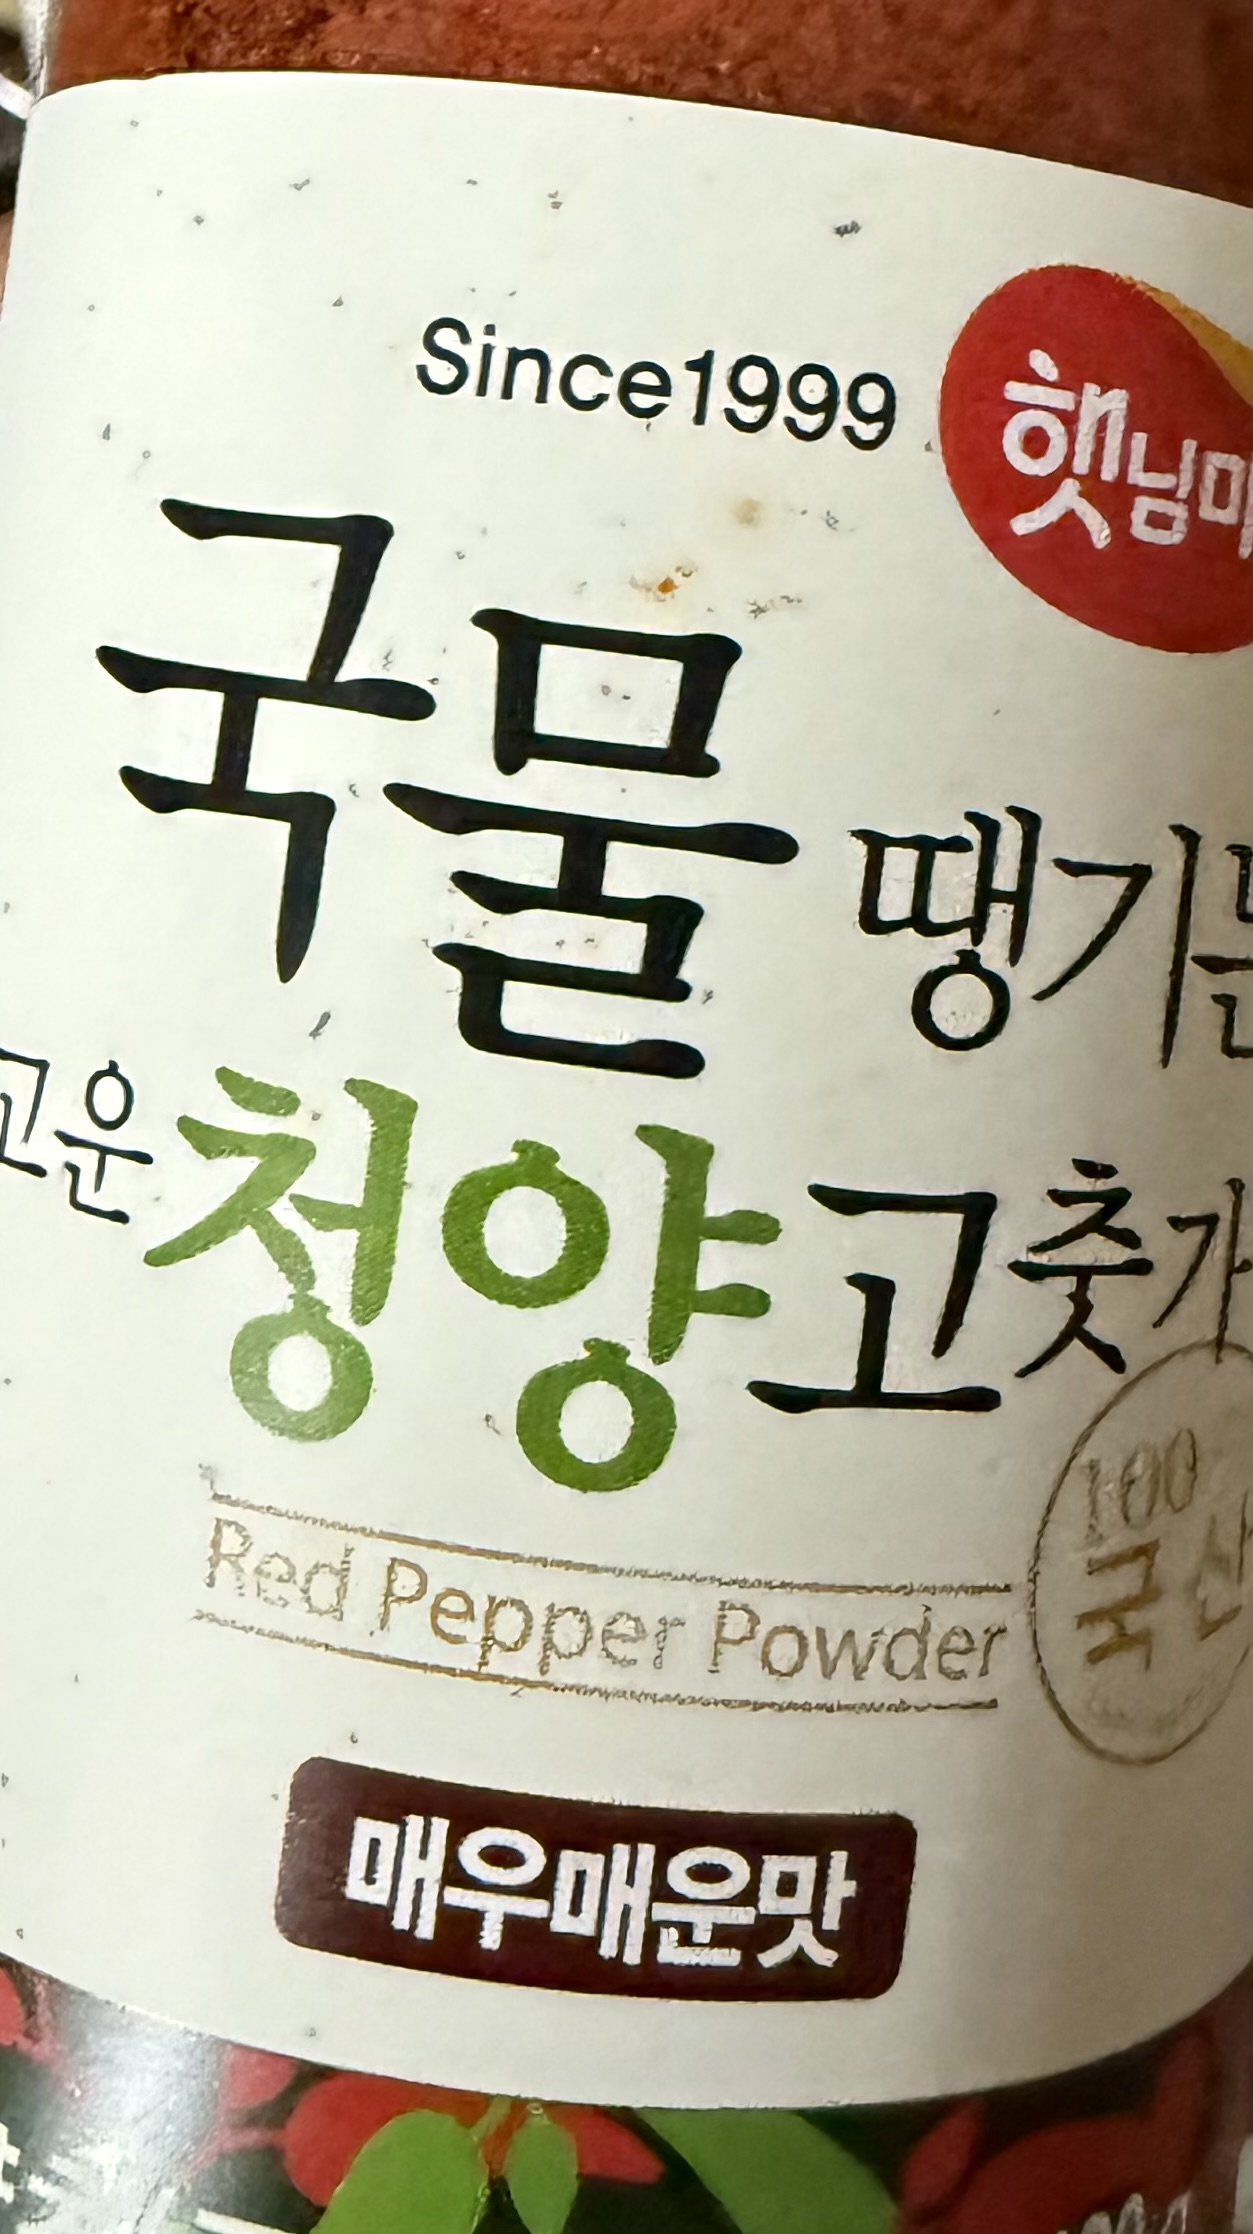 Since1999
햇님마
국물 땡기는
고운 청양 고춧가
Red Pepper Powder
100
국산
매우매운맛